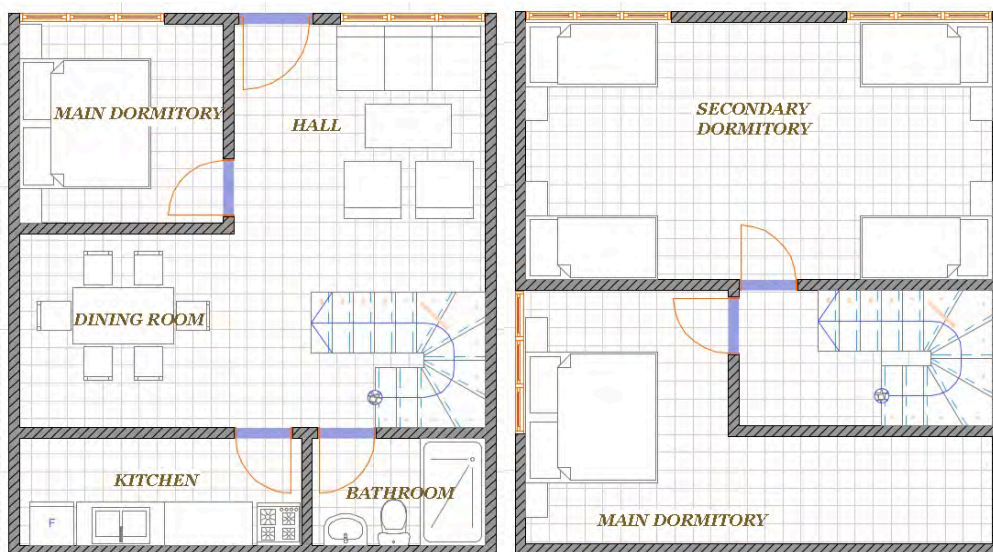 MAIN DORMITORY
HALL
DINING ROOM
KITCHEN
BATHROOM
F
SECONDARY
DORMITORY
MAIN DORMITORY